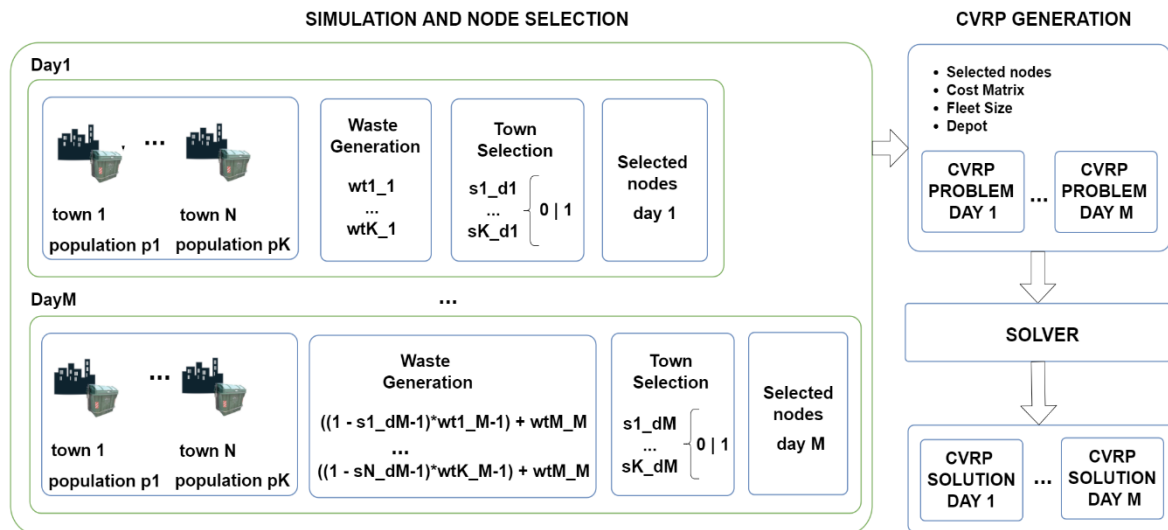 SIMULATION AND NODE SELECTION
Day1
town 1
population p1
...
town N
population pK
Waste
Generation
wt1_1
...
wtK_1
Town
Selection
s1_d1
...
sK_d1
0 | 1
Selected
nodes
day 1
...
DayM
town 1
population p1
...
town N
population pK
Waste
Generation
((1 - s1_dM-1)*wt1_M-1) + wtM_M
...
((1 - sN_dM-1)*wtK_M-1) + wtM_M
Town
Selection
s1_dM
...
sK_dM
0 | 1
Selected
nodes
day M
CVRP GENERATION
• Selected nodes
• Cost Matrix
• Fleet Size
• Depot
CVRP
PROBLEM
DAY 1
...
CVRP
PROBLEM
DAY M
SOLVER
CVRP
SOLUTION
DAY 1
...
CVRP
SOLUTION
DAY M